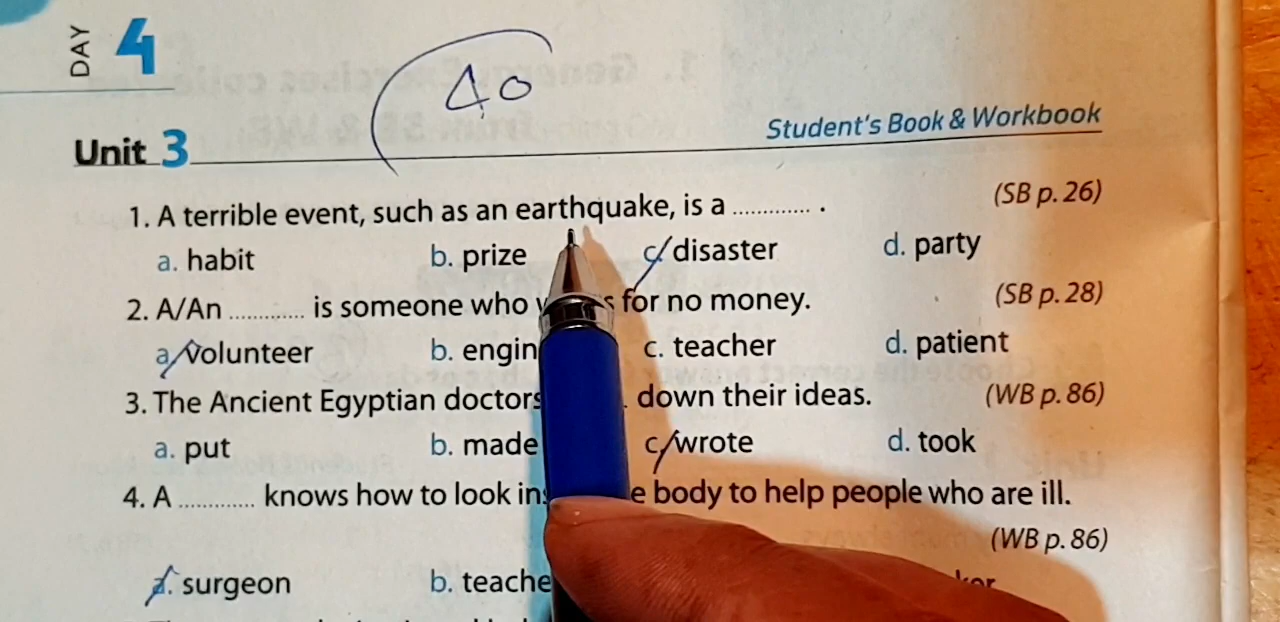 DAY 4
40
Unit 3
Student's Book & Workbook
1. A terrible event, such as an earthquake, is a ............. . (SB p. 26)
a. habit b. prize c. disaster d. party
2. A/An ............. is someone who for no money. (SB p. 28)
a. volunteer b. engin c. teacher d. patient
3. The Ancient Egyptian doctors down their ideas. (WB p. 86)
a. put b. made c. wrote d. took
4. A ............. knows how to look ins e body to help people who are ill.
(WB p. 86)
a. surgeon b. teache